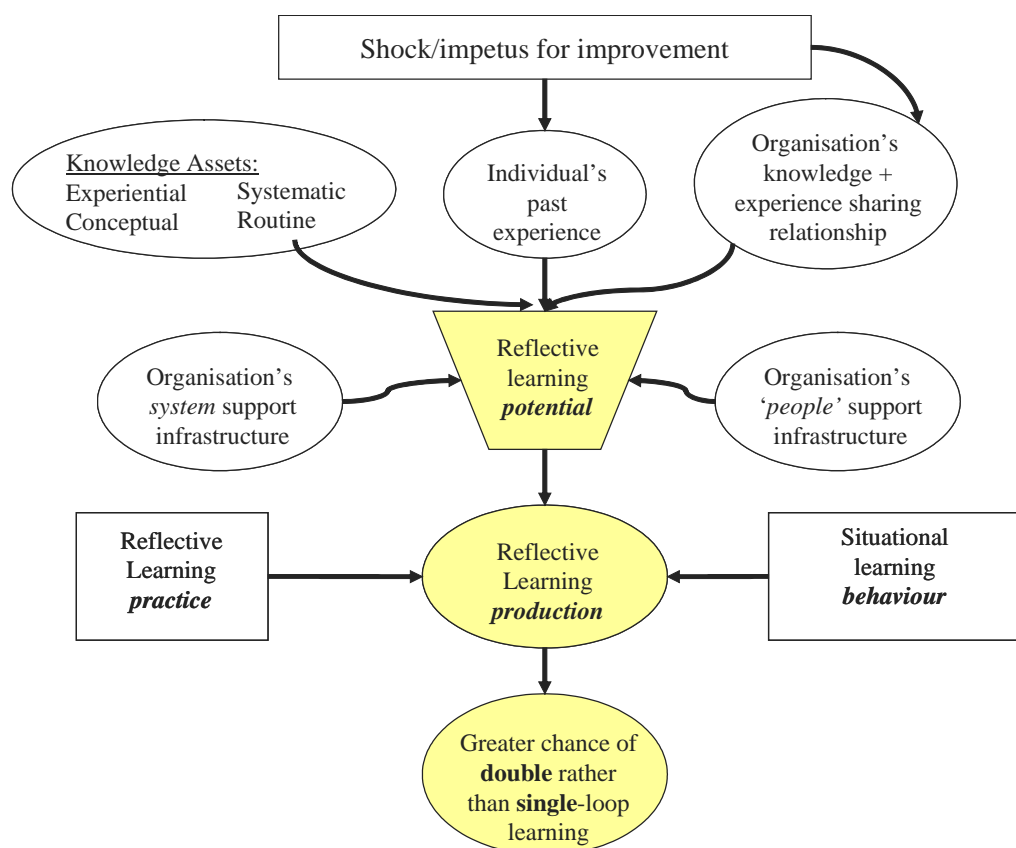 Shock/impetus for improvement
Knowledge Assets:
Experiential Systematic
Conceptual Routine
Individual’s
past
experience
Organisation’s
knowledge +
experience sharing
relationship
Reflective
learning
potential
Organisation’s
system support
infrastructure
Organisation’s
‘people’ support
infrastructure
Reflective
Learning
practice
Reflective
Learning
production
Situational
learning
behaviour
Greater chance of
double rather
than single-loop
learning